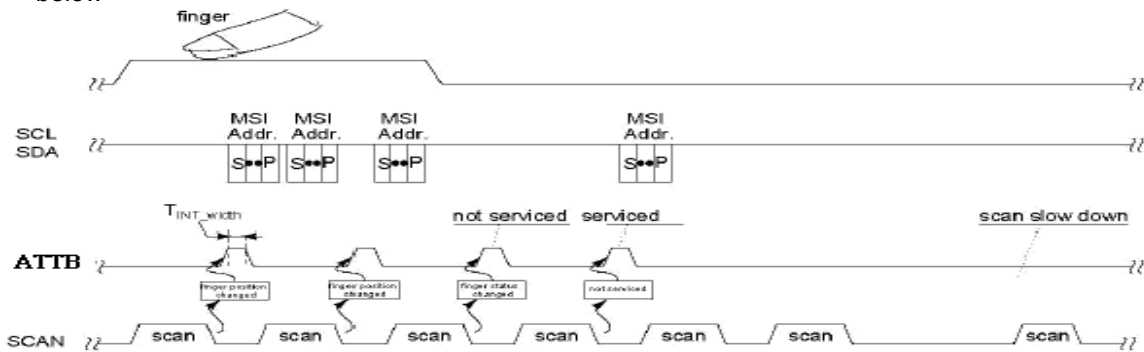 below
finger
MSI Addr. MSI Addr. MSI Addr. MSI Addr.
SCL
SDA
S••P S••P S••P S••P
TINT_width
not serviced serviced scan slow down
ATTB
finger position changed finger position changed finger status changed not serviced
SCAN scan scan scan scan scan scan scan